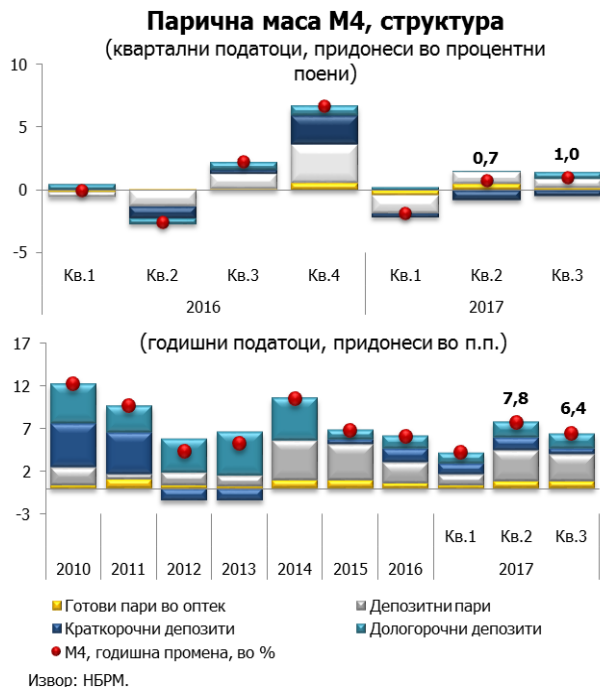 Парична маса М4, структура
(квартални податоци, придонеси во процентни
поени)
10
5
0
-5
0,7
1,0
Кв.1
Кв.2
Кв.3
Кв.4
Кв.1
Кв.2
Кв.3
2016
2017
(годишни податоци, придонеси во п.п.)
17
12
7
2
-3
7,8
6,4
Кв.1
Кв.2
Кв.3
2010
2011
2012
2013
2014
2015
2016
2017
Готови пари во оптек
Депозитни пари
Краткорочни депозити
Дологорочни депозити
М4, годишна промена, во %
Извор: НБРМ.